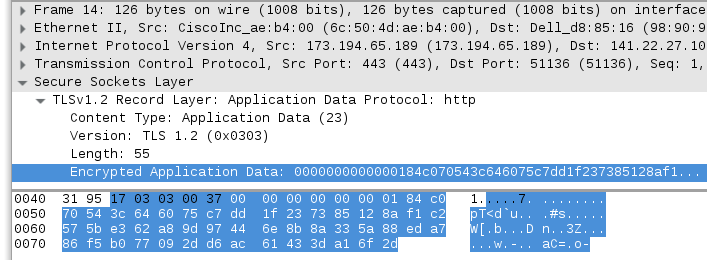 Frame 14: 126 bytes on wire (1008 bits), 126 bytes captured (1008 bits) on interface
Ethernet II, Src: CiscoInc_ae:b4:00 (6c:50:4d:ae:b4:00), Dst: Dell_d8:85:16 (98:90:9
Internet Protocol Version 4, Src: 173.194.65.189 (173.194.65.189), Dst: 141.22.27.10
Transmission Control Protocol, Src Port: 443 (443), Dst Port: 51136 (51136), Seq: 1,
Secure Sockets Layer
TLSv1.2 Record Layer: Application Data Protocol: http
Content Type: Application Data (23)
Version: TLS 1.2 (0x0303)
Length: 55
Encrypted Application Data: 0000000000000184c070543c646075c7dd1f237385128af1...
0040 31 95 17 03 03 00 37 00 00 00 00 00 00 01 84 c0 1.....7. ........
0050 70 54 3c 64 60 75 c7 dd 1f 23 73 85 12 8a f1 c2 pT<d`u.. .#s.....
0060 57 5b e3 62 a8 9d 97 44 6e 8b 8a 33 5a 88 ed a7 W[.b...D n..3Z...
0070 86 f5 b0 77 09 2d d6 ac 61 43 3d a1 6f 2d ...w.-.. aC=.o-